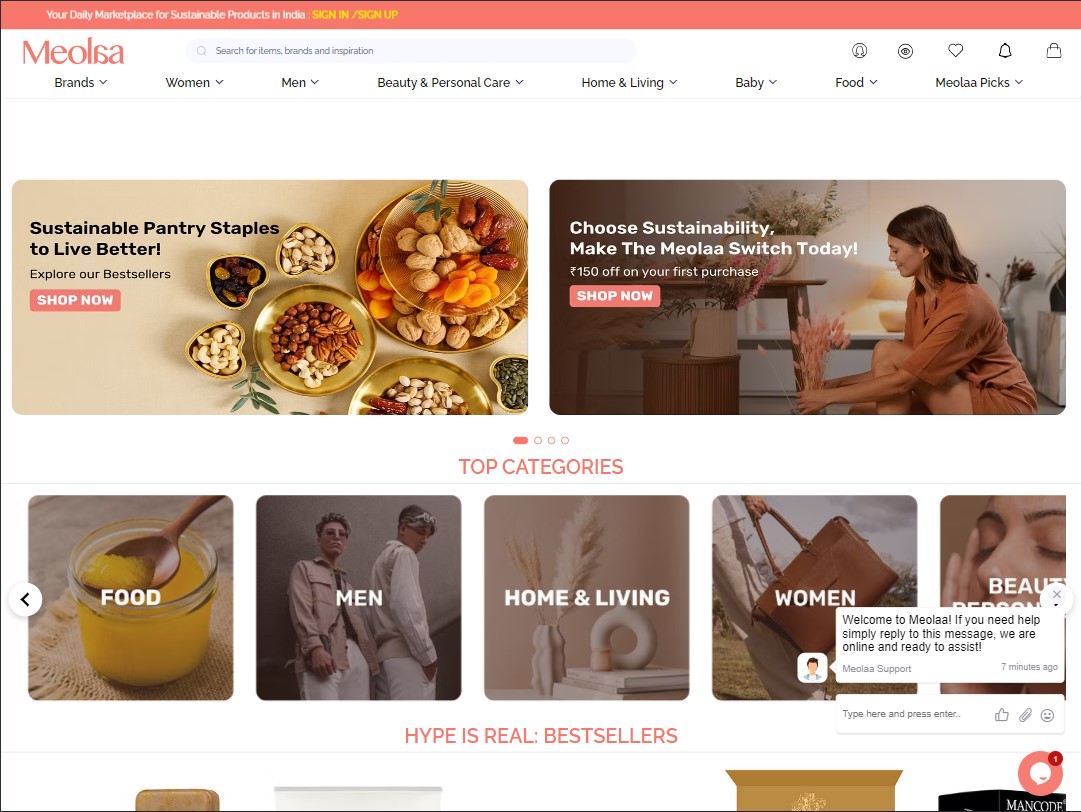 Your Daily Marketplace for Sustainable Products in India : SIGN IN /SIGN UP
Meolaa
Search for items, brands and inspiration
Brands
Women
Men
Beauty & Personal Care
Home & Living
Baby
Food
Meolaa Picks
Sustainable Pantry Staples
to Live Better!
Explore our Bestsellers
SHOP NOW
Choose Sustainability,
Make The Meolaa Switch Today!
₹150 off on your first purchase
SHOP NOW
TOP CATEGORIES
FOOD
MEN
HOME & LIVING
WOMEN
Welcome to Meolaa! If you need help
simply reply to this message, we are
online and ready to assist!
Meolaa Support
7 minutes ago
Type here and press enter..
HYPE IS REAL: BESTSELLERS
1
MANCODE